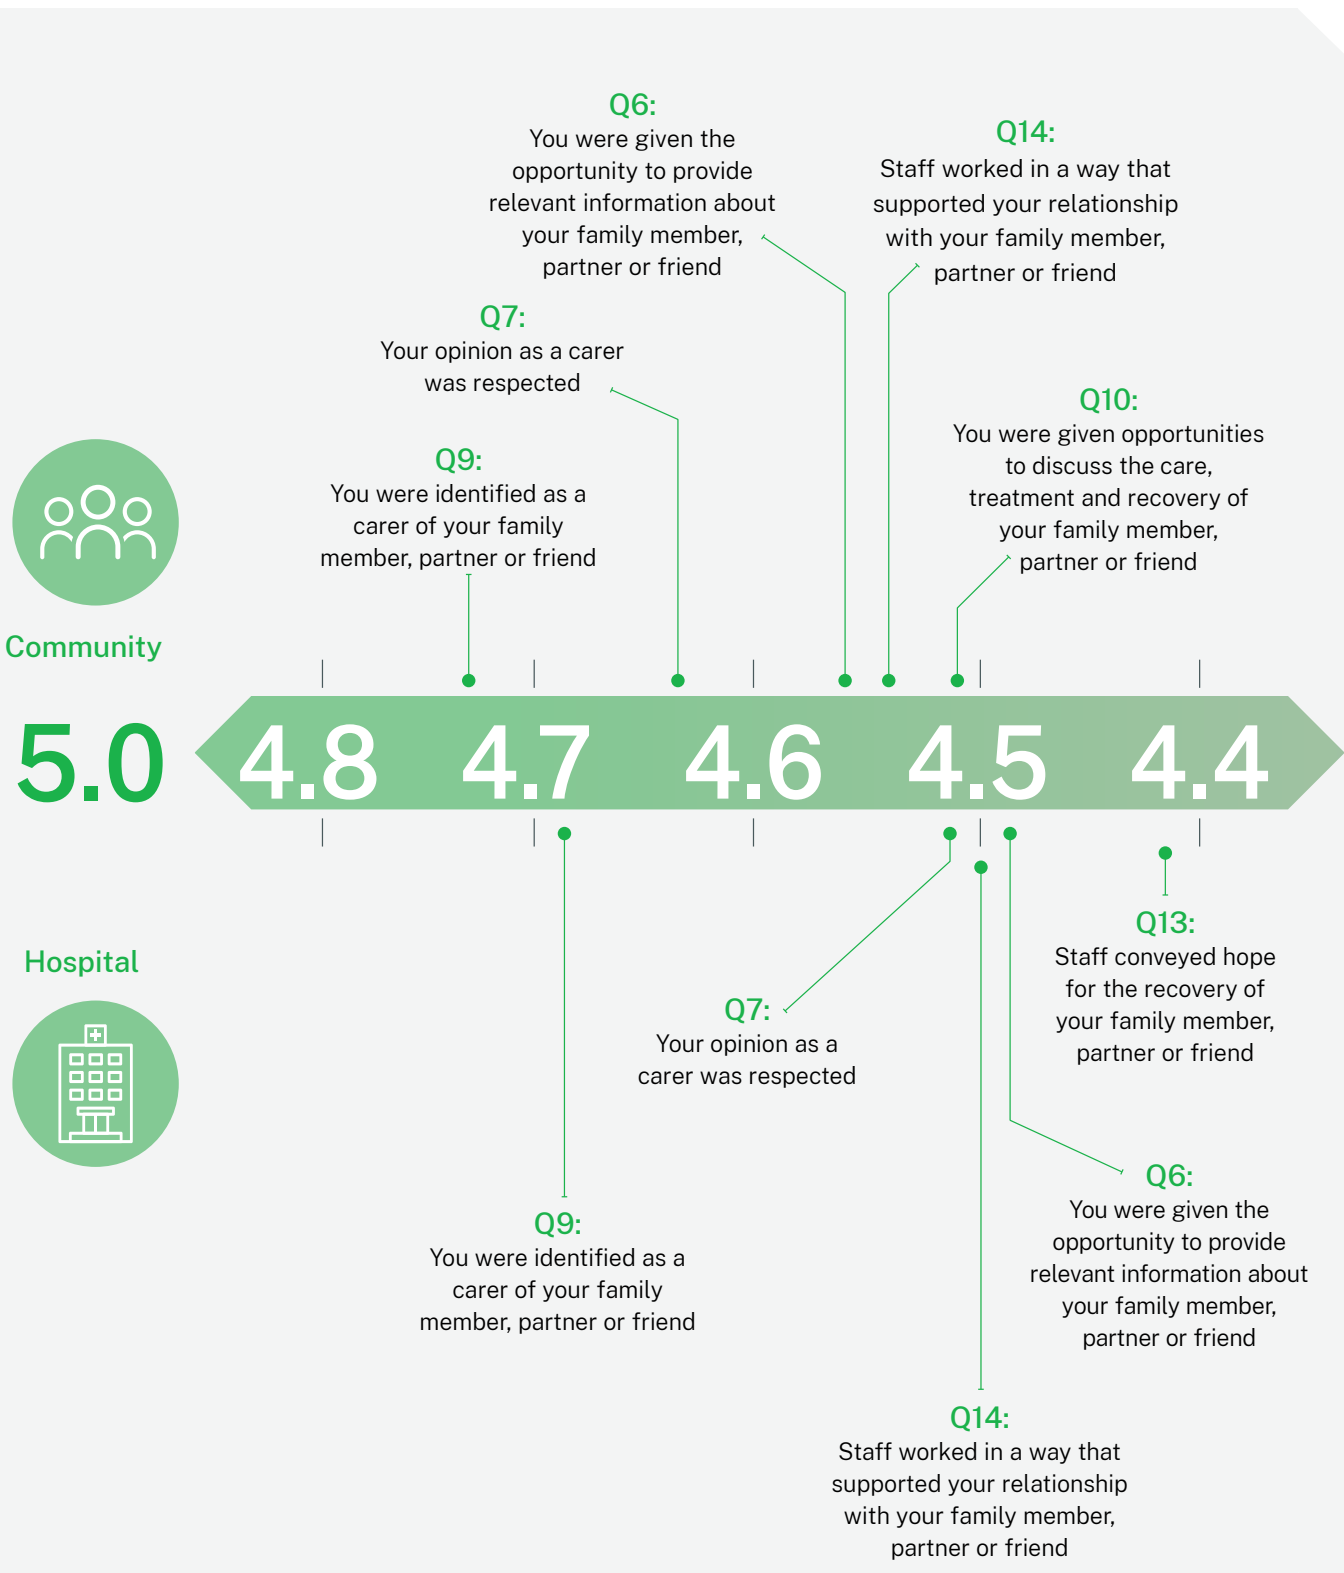 Q6:
You were given the
opportunity to provide
relevant information about
your family member,
partner or friend
Q14:
Staff worked in a way that
supported your relationship
with your family member,
partner or friend
Q7:
Your opinion as a carer
was respected
Q10:
You were given opportunities
to discuss the care,
treatment and recovery of
your family member,
partner or friend
Q9:
You were identified as a
carer of your family
member, partner or friend
Community
5.0 4.8 4.7 4.6 4.5 4.4
Hospital
Q13:
Staff conveyed hope
for the recovery of
your family member,
partner or friend
Q7:
Your opinion as a
carer was respected
Q6:
You were given the
opportunity to provide
relevant information about
your family member,
partner or friend
Q9:
You were identified as a
carer of your family
member, partner or friend
Q14:
Staff worked in a way that
supported your relationship
with your family member,
partner or friend